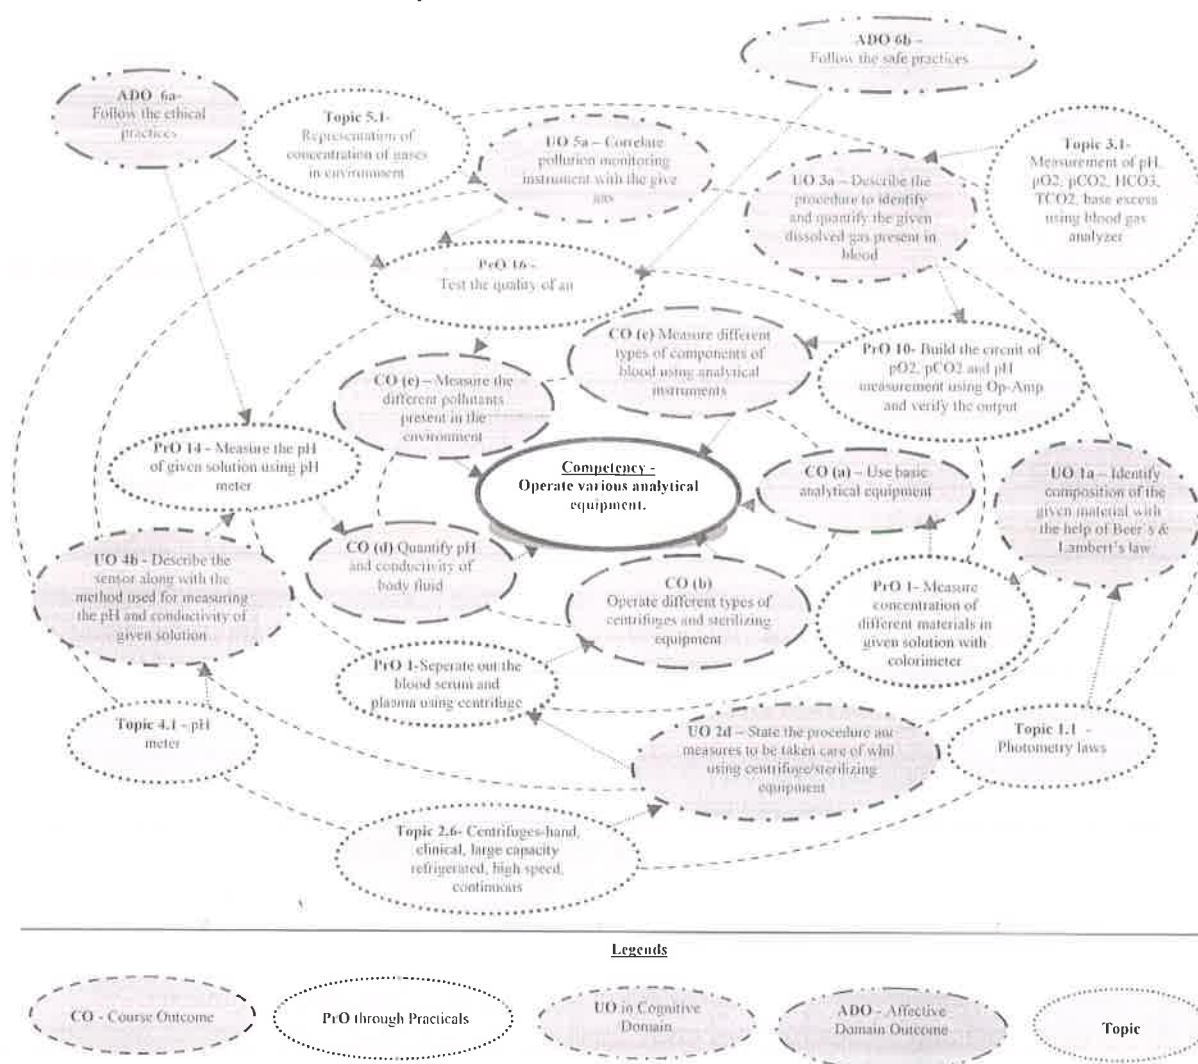 ADO 6b -
Follow the safe practices
ADO 6a-
Follow the ethical
practices
Topic 5.1-
Representation of
concentration of gases
in environment
UO 5a – Correlate
pollution monitoring
instrument with the give
gas
UO 3a – Describe the
procedure to identify
and quantify the given
dissolved gas present in
blood
Topic 3.1-
Measurement of pH,
pO2, pCO2, HCO3,
TCO2, base excess
using blood gas
analyzer
PrO 16 -
Test the quality of an
CO (c) Measure different
types of components of
blood using analytical
instruments
PrO 10- Build the circuit of
pO2, pCO2 and pH
measurement using Op-Amp
and verify the output
CO (e) – Measure the
different pollutants
present in the
environment
PrO 14 - Measure the pH
of given solution using pH
meter
Competency -
Operate various analytical
equipment.
CO (a) – Use basic
analytical equipment
UO 1a – Identify
composition of the
given material with
the help of Beer's &
Lambert's law
UO 4b - Describe the
sensor along with the
method used for measuring
the pH and conductivity of
given solution
CO (d) Quantify pH
and conductivity of
body fluid
CO (b)
Operate different types of
centrifuges and sterilizing
equipment
PrO 1- Measure
concentration of
different materials in
given solution with
colorimeter
PrO 1-Seperate out the
blood serum and
plasma using centrifuge
Topic 4.1 - pH
meter
UO 2d – State the procedure and
measures to be taken care of whil
using centrifuge/sterilizing
equipment
Topic 1.1 -
Photometry laws
Topic 2.6- Centrifuges-hand,
clinical, large capacity
refrigerated, high speed,
continuous
Legends
CO - Course Outcome
PrO through Practicals
UO in Cognitive
Domain
ADO - Affective
Domain Outcome
Topic